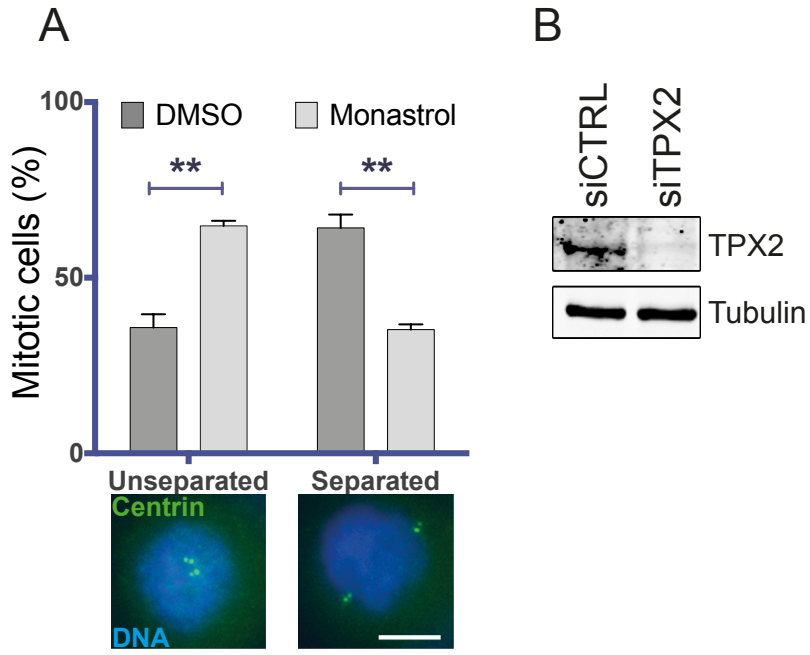 A
B
100
50
0
Mitotic cells (%)
DMSO
Monastrol
**
**
Unseparated
Separated
Centrin
DNA
siCTRL
siTPX2
TPX2
Tubulin